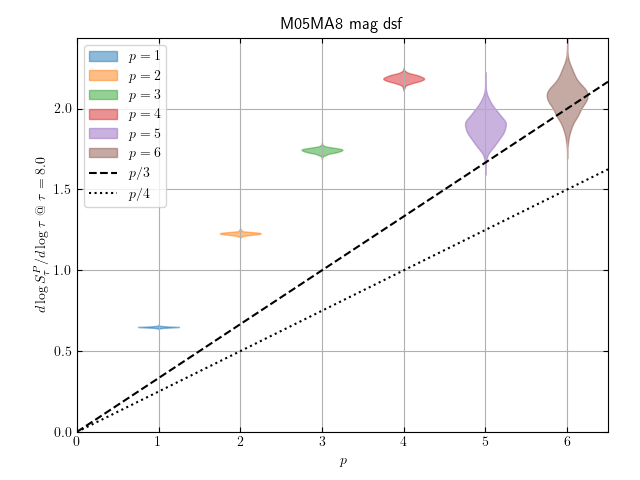 M05MA8 mag dsf
p = 1
p = 2
p = 3
p = 4
p = 5
p = 6
p/3
p/4
d log S_τ^P / d log τ @ τ = 8.0
2.0
1.5
1.0
0.5
0.0
0 1 2 3 4 5 6
p